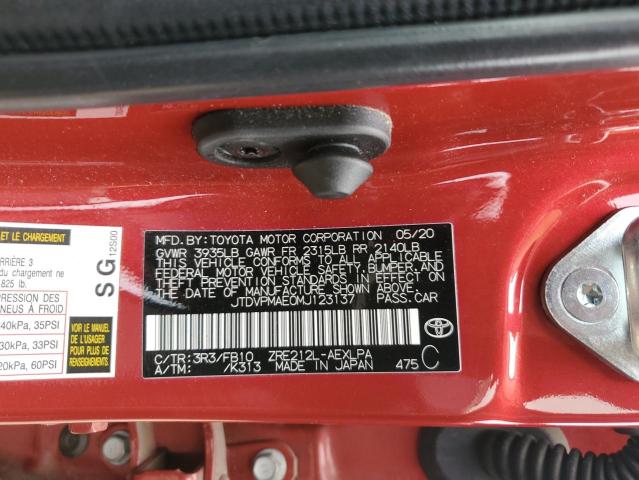 MFD. BY: TOYOTA MOTOR CORPORATION 05/20
GVWR 3935LB GAWR FR 2315LB RR 2140LB
THIS VEHICLE CONFORMS TO ALL APPLICABLE
FEDERAL MOTOR VEHICLE SAFETY, BUMPER,
AND THEFT PREVENTION STANDARDS IN EFFECT ON
THE DATE OF MANUFACTURE SHOWN ABOVE.
JTDVPMAE0MJ123137 PASS. CAR
C/TR: 3R3/FB10 ZRE212L-AEXLPA
A/TM: /K313 MADE IN JAPAN 475 C
TOYOTA
ET LE CHARGEMENT
RRIÈRE 3
du chargement ne
825 lb.
PRESSION DES
NEUS À FROID
40kPa, 35PSI
30kPa, 33PSI
20kPa, 60PSI
VOIR LE
MANUEL DE
L'USAGER
POUR PLUS DE
RENSEIGNEMENTS
SG
12S00